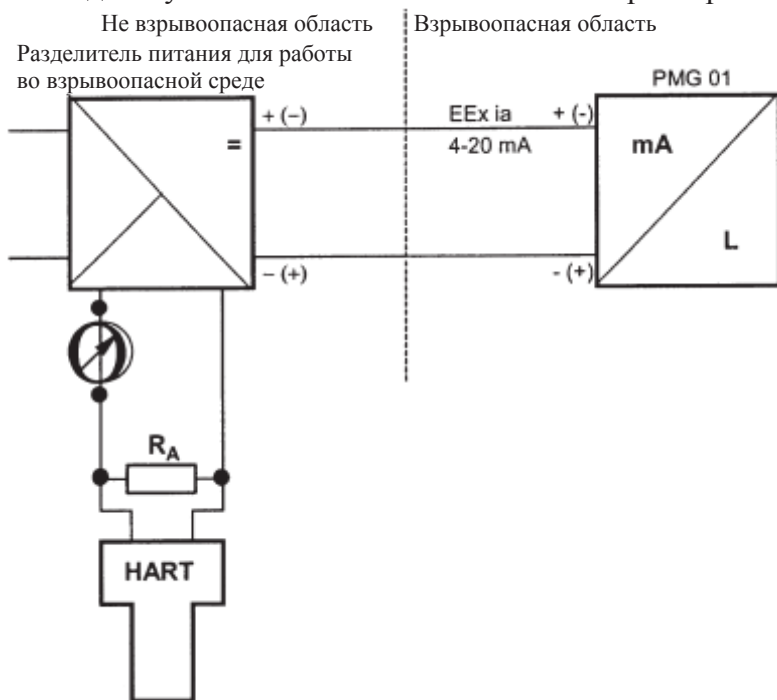 Не взрывоопасная область
Взрывоопасная область
Разделитель питания для работы
во взрывоопасной среде
PMG 01
+ (−)
EEx ia
+ (-)
=
4-20 mA
mA
L
− (+)
- (+)
RA
HART